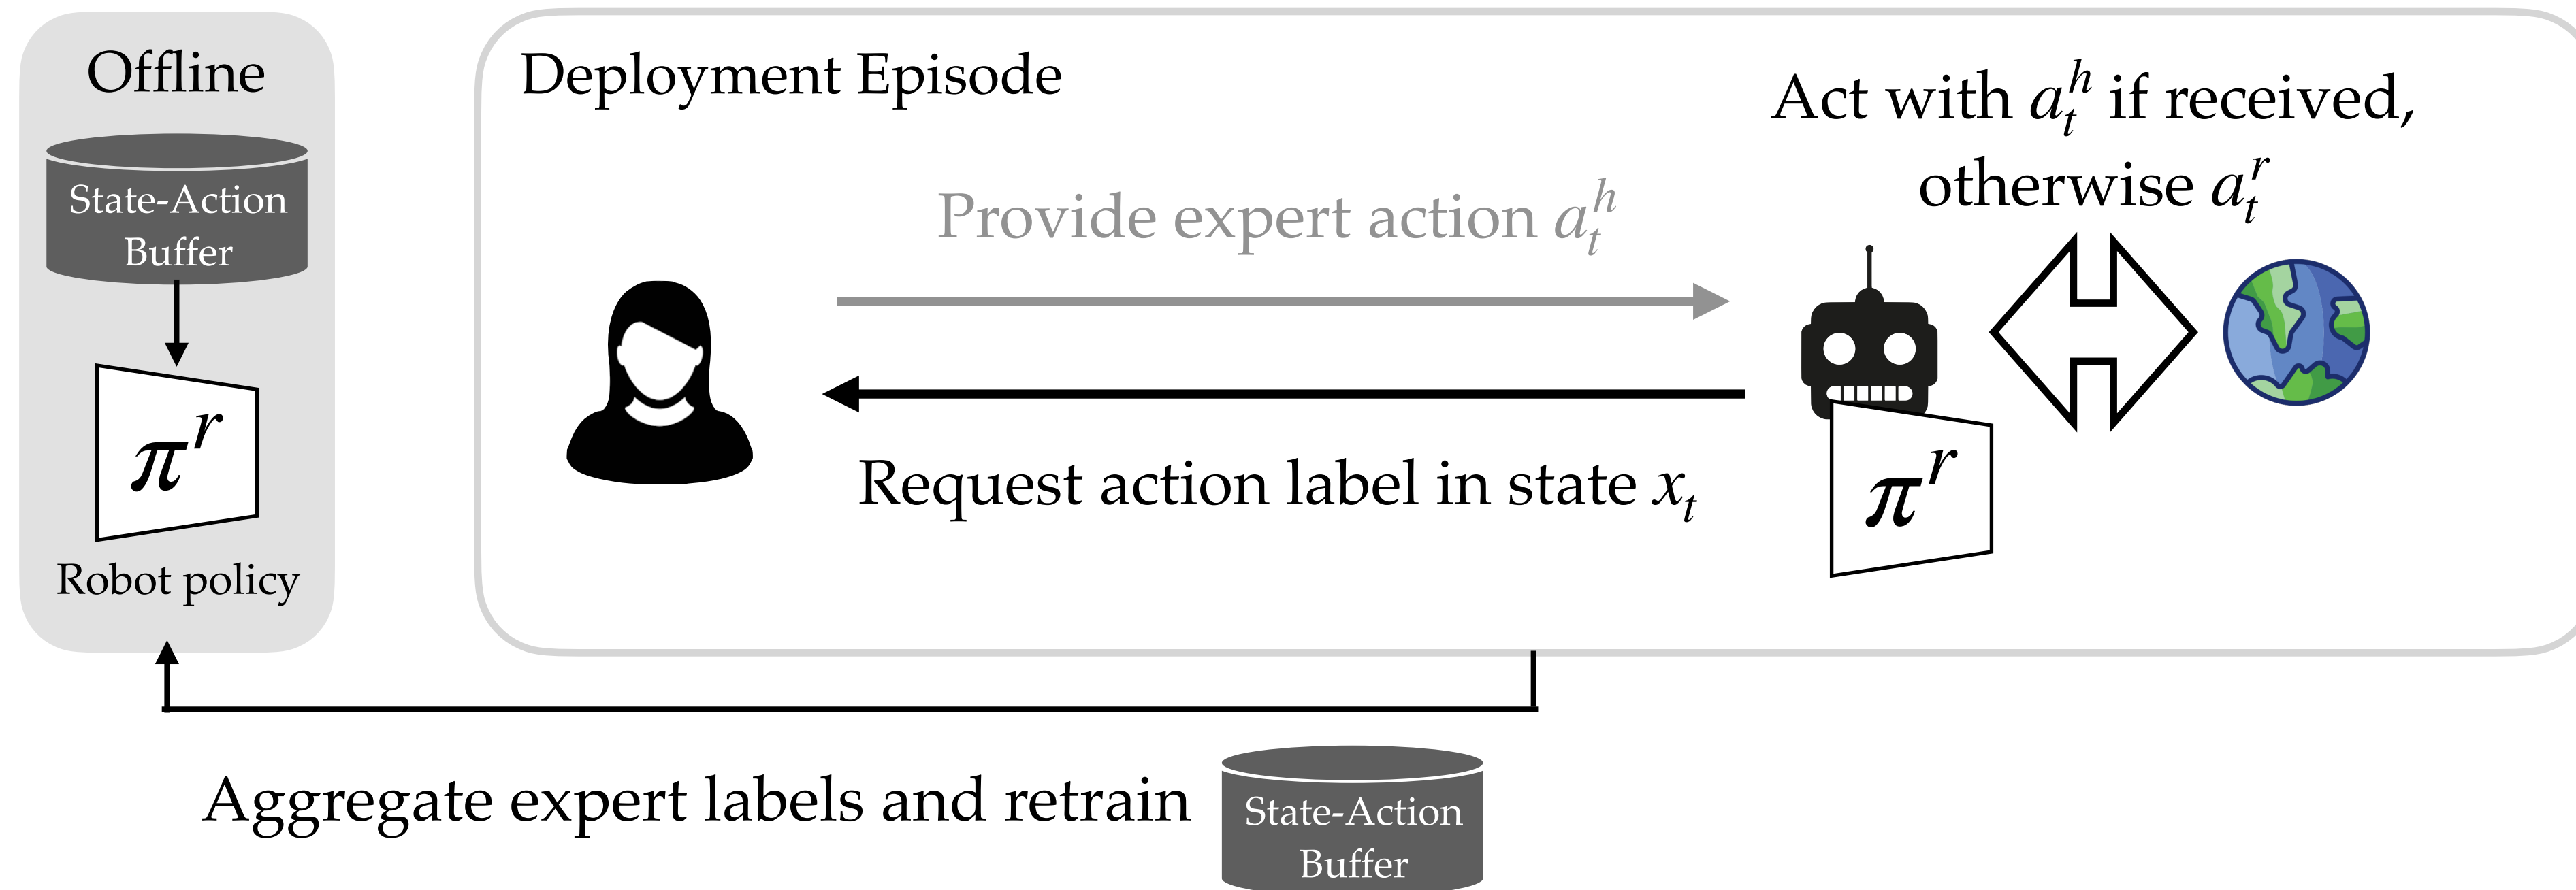 Offline
State-Action
Buffer
π^r
Robot policy
Deployment Episode
Provide expert action a_t^h
Request action label in state x_t
Act with a_t^h if received,
otherwise a_t^r
π^r
Aggregate expert labels and retrain
State-Action
Buffer